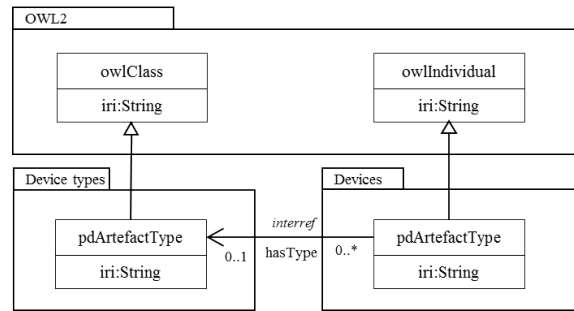 OWL2
owlClass
owlIndividual
iri:String
iri:String
Device types
Devices
pdArtefactType
interref
pdArtefactType
0..1
hasType
0..*
iri:String
iri:String